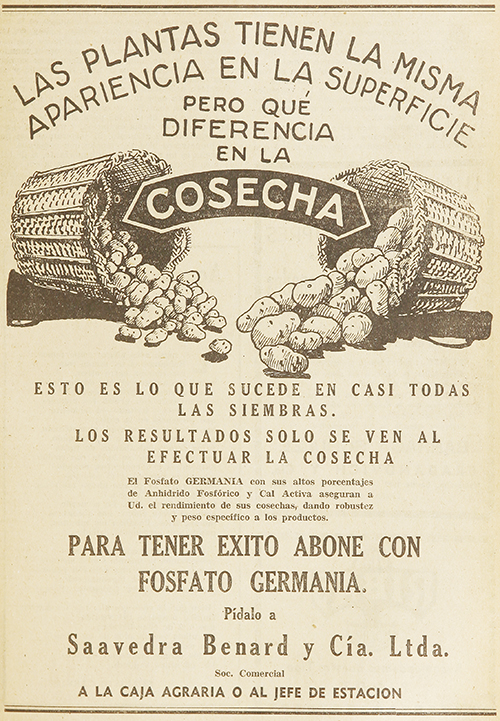 LAS PLANTAS TIENEN LA MISMA
APARIENCIA EN LA SUPERFICIE
PERO QUÉ
DIFERENCIA
EN LA
COSECHA
ESTO ES LO QUE SUCEDE EN CASI TODAS
LAS SIEMBRAS.
LOS RESULTADOS SOLO SE VEN AL
EFECTUAR LA COSECHA
El Fosfato GERMANIA con sus altos porcentajes
de Anhídrido Fosfórico y Cal Activa aseguran a
Ud. el rendimiento de sus cosechas, dando robustez
y peso específico a los productos.
PARA TENER EXITO ABONE CON
FOSFATO GERMANIA.
Pídalo a
Saavedra Benard y Cía. Ltda.
Soc. Comercial
A LA CAJA AGRARIA O AL JEFE DE ESTACION